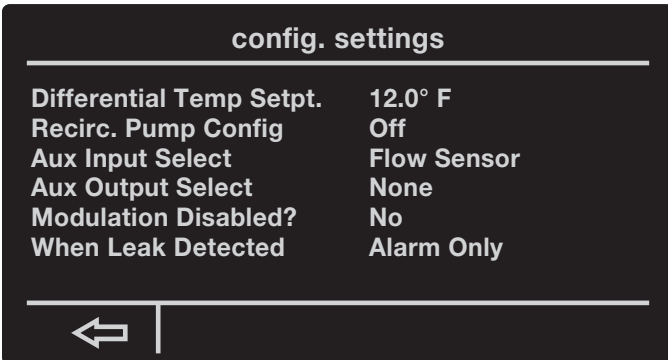 config. settings
Differential Temp Setpt. 12.0° F
Recirc. Pump Config Off
Aux Input Select Flow Sensor
Aux Output Select None
Modulation Disabled? No
When Leak Detected Alarm Only